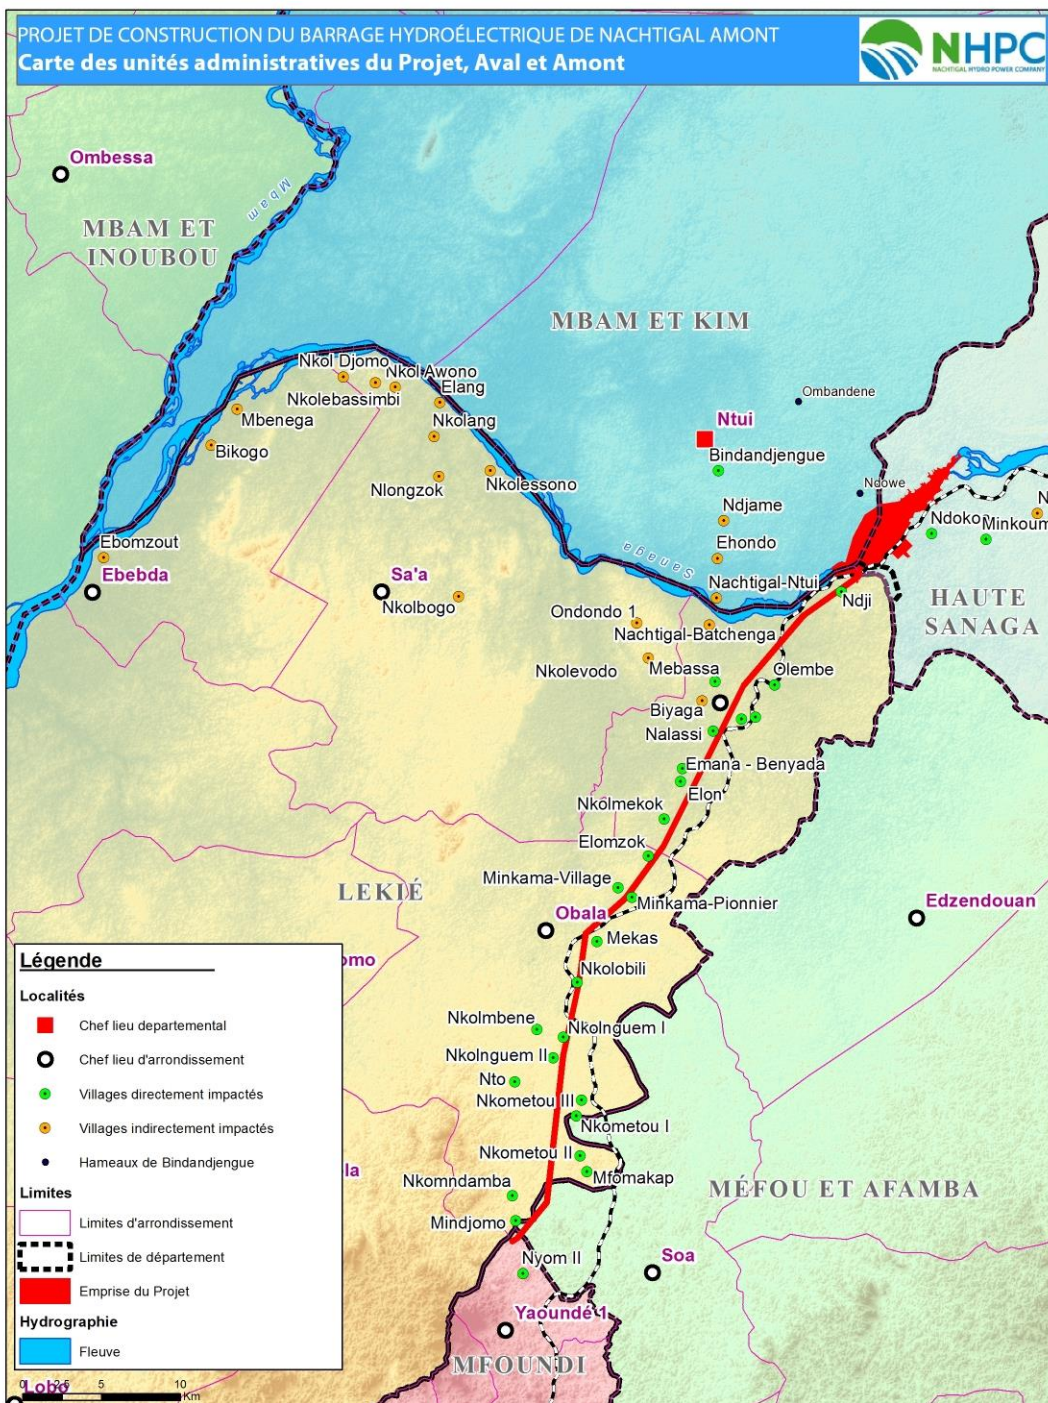 PROJET DE CONSTRUCTION DU BARRAGE HYDROÉLECTRIQUE DE NACHTIGAL AMONT
Carte des unités administratives du Projet, Aval et Amont
NHPC
NACHTIGAL HYDRO POWER COMPANY
Ombessa
Mbam
MBAM ET
INOUBOU
MBAM ET KIM
Nkol Djomo
Nkol Awono
Nkolebassimbi
Elang
Ombandene
Mbenega
Nkolang
Ntui
Bikogo
Bindandjengue
Nlongzok
Nkolessono
Ndowe
N
Ndjame
Ndokoa
Minkoum
Ebomzout
Ehondo
Sanaga
Ebebda
Sa'a
Nkolbogo
Nachtigal-Ntui
Ndji
HAUTE
SANAGA
Ondondo 1
Nachtigal-Batchenga
Nkolevodo
Mebassa
Olembe
Biyaga
Nalassi
Emana - Benyada
Elon
Nkolmekok
Elomzok
LEKIÉ
Minkama-Village
Minkama-Pionnier
Edzendouan
Obala
Mekas
omo
Nkolobili
Nkolmbene
Nkolnguem I
Nkolnguem II
Nto
Nkometou III
Nkometou I
Nkometou II
Mfomakap
la
Nkomndamba
MÉFOU ET AFAMBA
Mindjomo
Nyom II
Soa
Yaoundé 1
MFOUNDI
Légende
Localités
Chef lieu departemental
Chef lieu d'arrondissement
Villages directement impactés
Villages indirectement impactés
Hameaux de Bindandjengue
Limites
Limites d'arrondissement
Limites de département
Emprise du Projet
Hydrographie
Fleuve
Lobo
0 2,5 5 10
Km